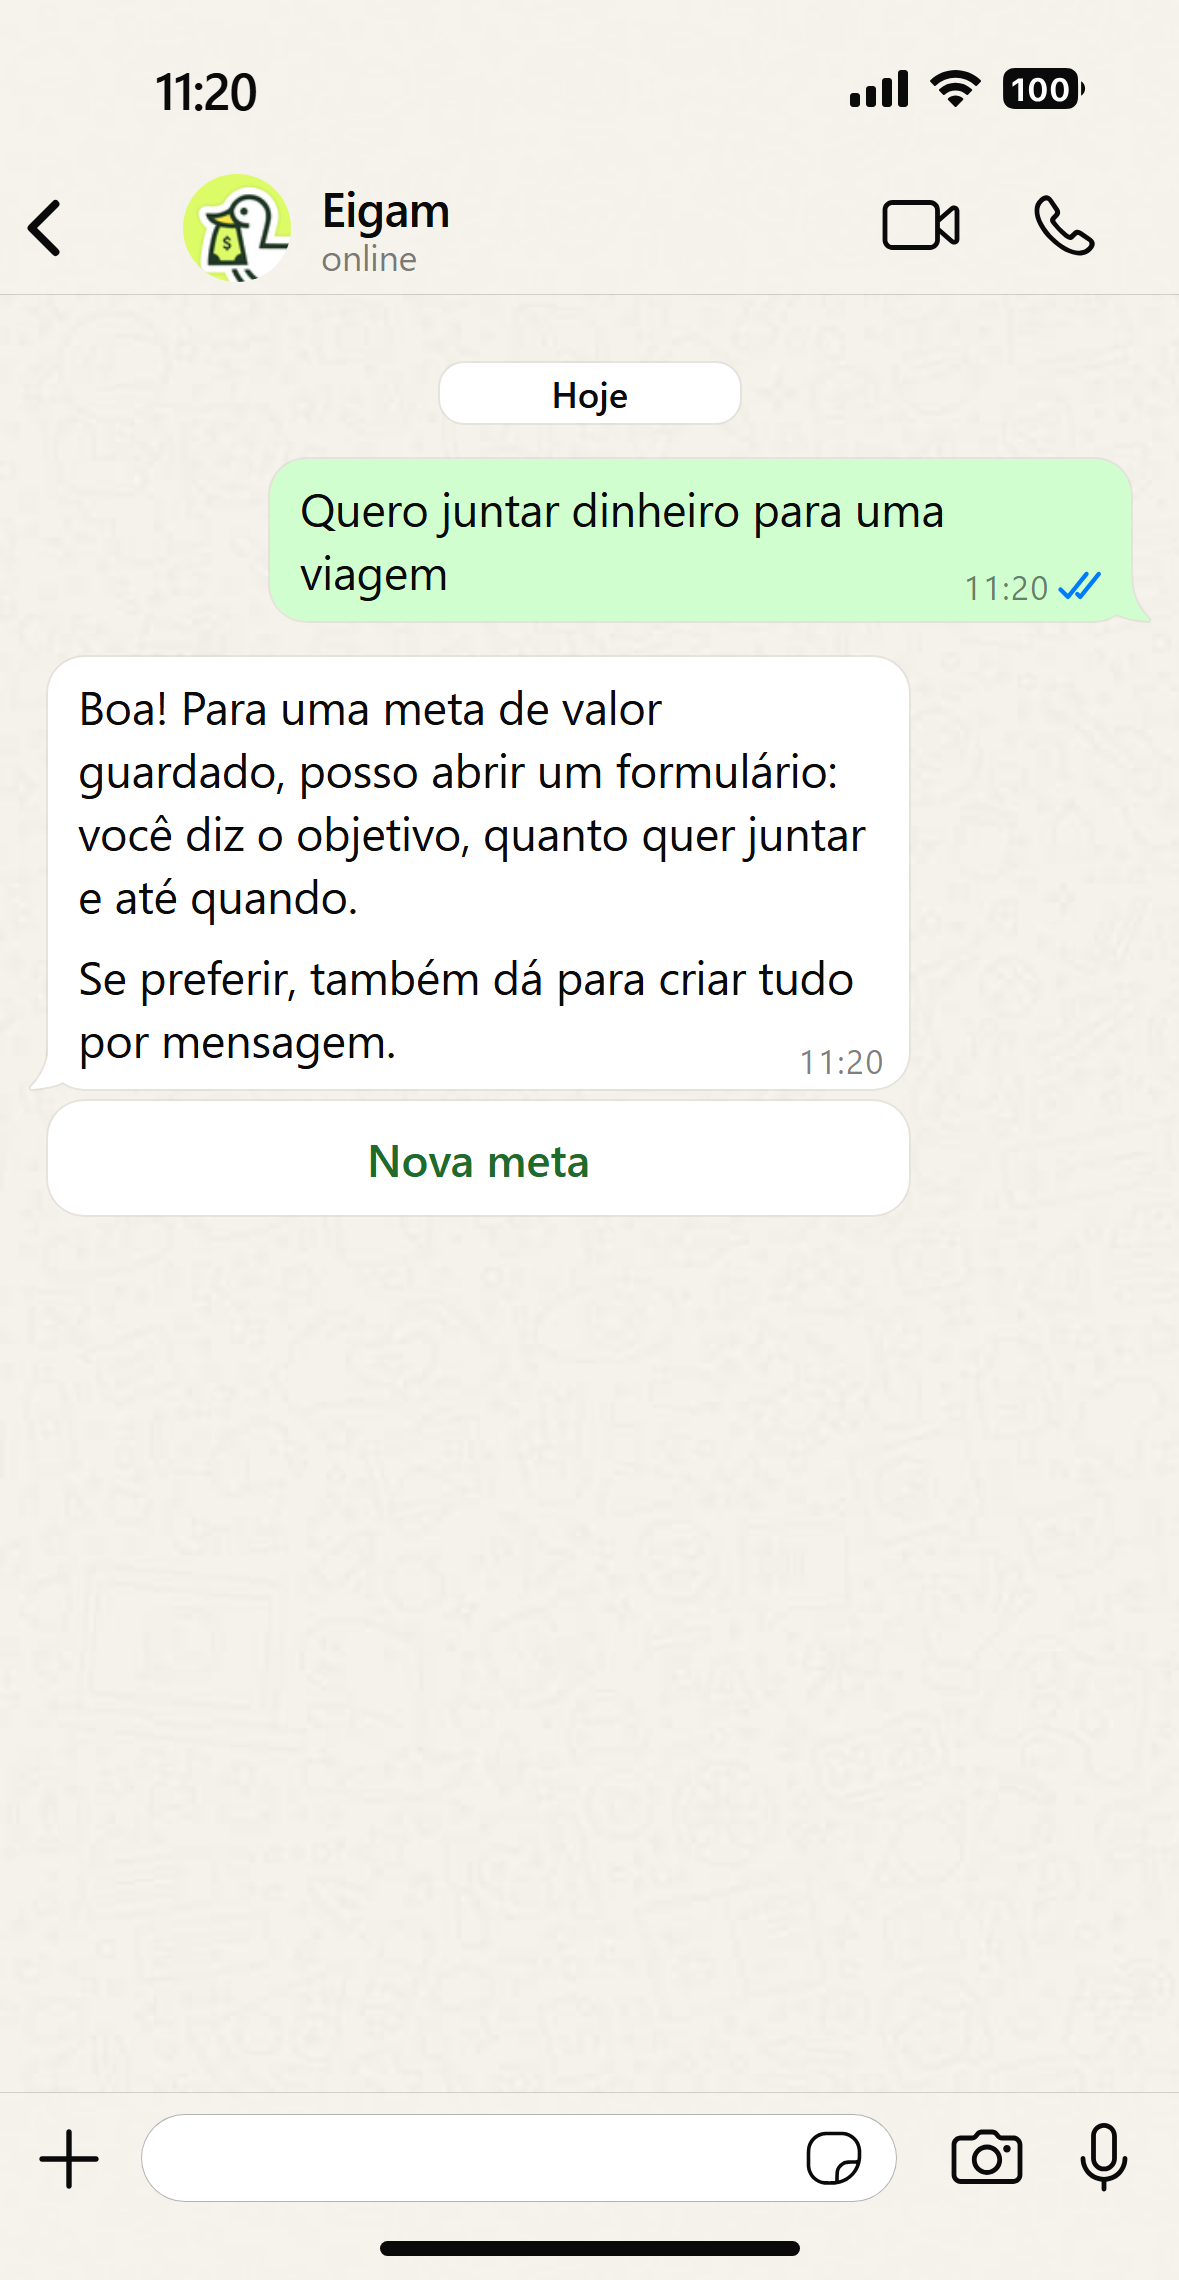 11:20
100
Eigam
online
Hoje
Quero juntar dinheiro para uma
viagem
11:20
Boa! Para uma meta de valor
guardado, posso abrir um formulário:
você diz o objetivo, quanto quer juntar
e até quando.
Se preferir, também dá para criar tudo
por mensagem.
11:20
Nova meta